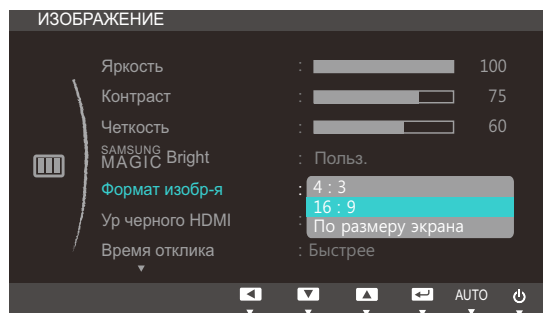 ИЗОБРАЖЕНИЕ
Яркость : 100
Контраст : 75
Четкость : 60
SAMSUNG MAGIC Bright : Польз.
Формат изобр-я : 4 : 3
16 : 9
Ур черного HDMI : По размеру экрана
Время отклика : Быстрее
AUTO